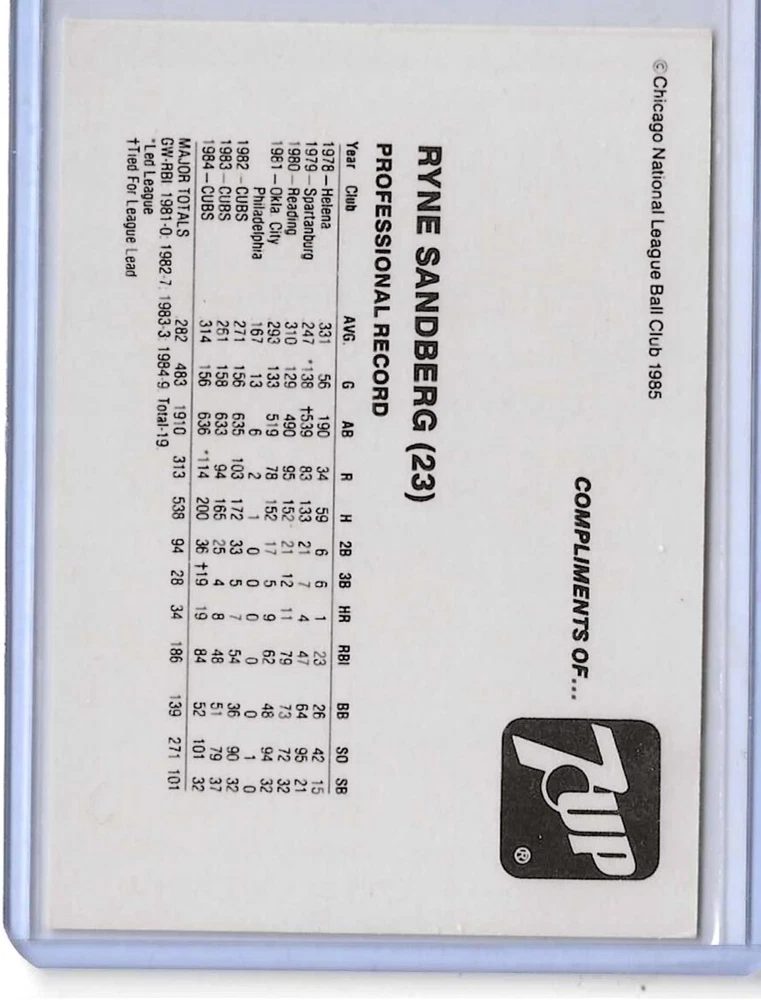 © Chicago National League Ball Club 1985
COMPLIMENTS OF...
7UP ®
RYNE SANDBERG (23)
PROFESSIONAL RECORD
Year Club AVG. G AB R H 2B 3B HR RBI BB SO SB
1978 – Helena .331 56 190 34 59 6 6 1 23 26 42 15
1979 – Spartanburg .247 *138 †539 83 133 21 7 4 47 64 95 21
1980 – Reading .310 129 490 95 152 21 12 11 79 73 72 32
1981 – Okla. City .293 133 519 78 152 17 5 9 62 48 94 32
Philadelphia .167 13 6 2 1 0 0 0 0 0 1 0
1982 – CUBS .271 156 635 103 172 33 5 7 54 36 90 32
1983 – CUBS .261 158 633 94 165 25 4 8 48 51 79 37
1984 – CUBS .314 156 636 *114 200 36 †19 19 84 52 101 32
MAJOR TOTALS .282 483 1910 313 538 94 28 34 186 139 271 101
GW-RBI: 1981-0: 1982-7: 1983-3: 1984-9. Total-19.
*Led League
†Tied For League Lead